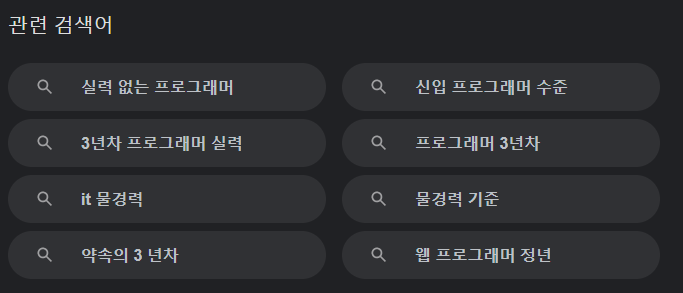 관련 검색어
실력 없는 프로그래머
신입 프로그래머 수준
3년차 프로그래머 실력
프로그래머 3년차
it 물경력
물경력 기준
약속의 3 년차
웹 프로그래머 정년